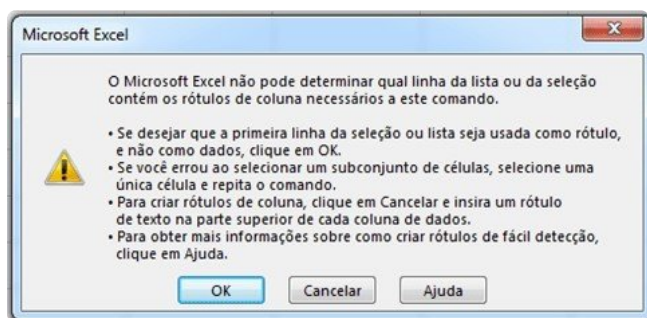 Microsoft Excel
O Microsoft Excel não pode determinar qual linha da lista ou da seleção
contém os rótulos de coluna necessários a este comando.
• Se desejar que a primeira linha da seleção ou lista seja usada como rótulo,
e não como dados, clique em OK.
• Se você errou ao selecionar um subconjunto de células, selecione uma
única célula e repita o comando.
• Para criar rótulos de coluna, clique em Cancelar e insira um rótulo
de texto na parte superior de cada coluna de dados.
• Para obter mais informações sobre como criar rótulos de fácil detecção,
clique em Ajuda.
OK Cancelar Ajuda